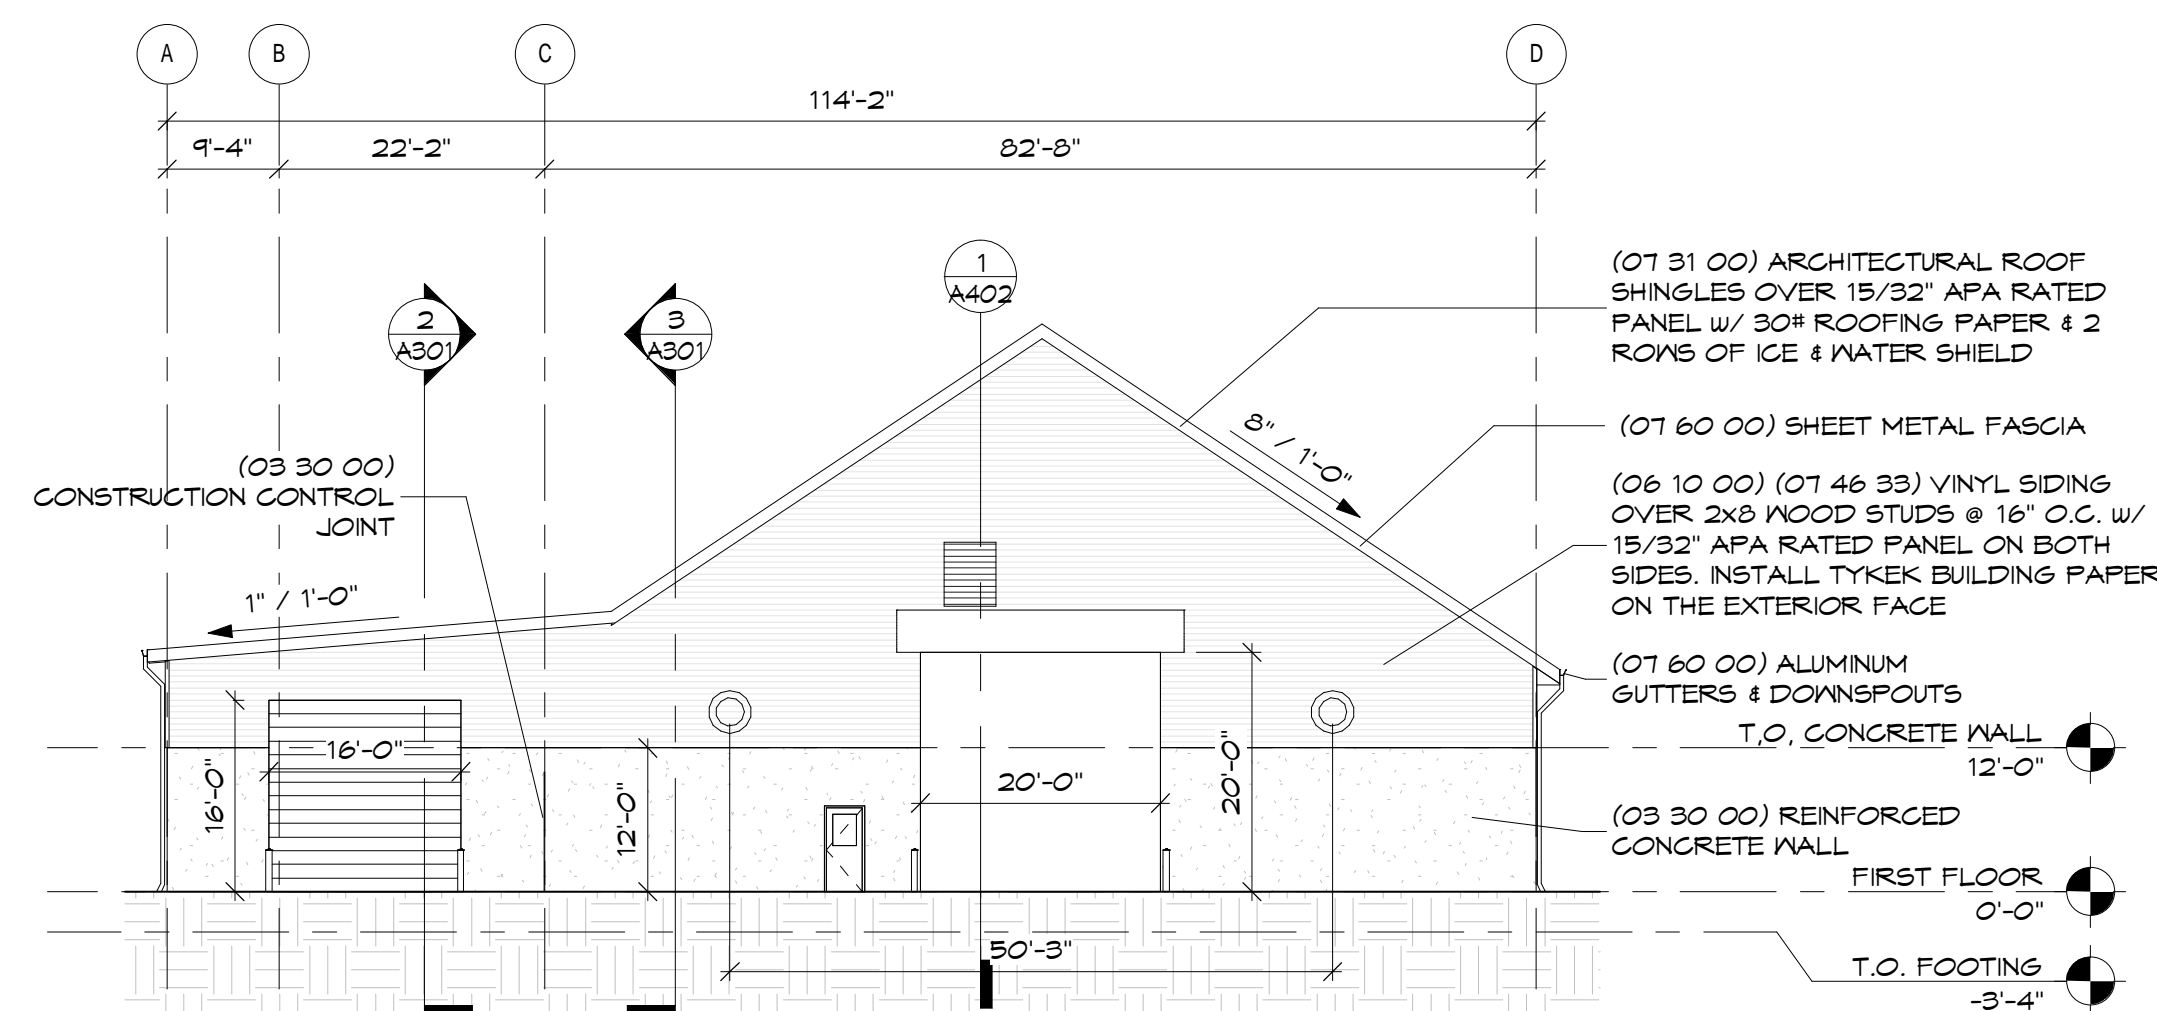 A
B
C
D
114'-2"
9'-4"
22'-2"
82'-8"
1
A402
2
A301
3
A301
(07 31 00) ARCHITECTURAL ROOF
SHINGLES OVER 15/32" APA RATED
PANEL W/ 30# ROOFING PAPER & 2
ROWS OF ICE & WATER SHIELD
8" / 1'-0"
(07 60 00) SHEET METAL FASCIA
(03 30 00)
CONSTRUCTION CONTROL
JOINT
(06 10 00) (07 46 33) VINYL SIDING
OVER 2x8 WOOD STUDS @ 16" O.C. W/
15/32" APA RATED PANEL ON BOTH
SIDES. INSTALL TYKEK BUILDING PAPER
ON THE EXTERIOR FACE
1" / 1'-0"
(07 60 00) ALUMINUM
GUTTERS & DOWNSPOUTS
T,O, CONCRETE WALL
12'-0"
16'-0"
16'-0"
12'-0"
20'-0"
20'-0"
(03 30 00) REINFORCED
CONCRETE WALL
FIRST FLOOR
0'-0"
50'-3"
T.O. FOOTING
-3'-4"